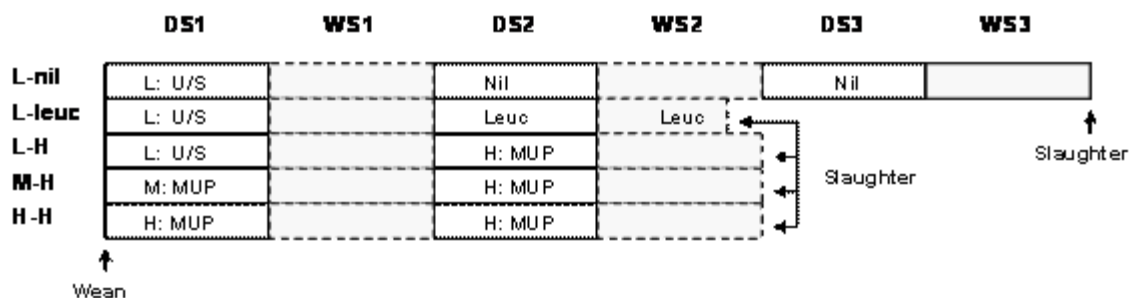 DS1 WS1 DS2 WS2 DS3 WS3
L-nil L: U/S Nil Nil
L-leuc L: U/S Leuc Leuc
L-H L: U/S H: MUP
M-H M: MUP H: MUP
H-H H: MUP H: MUP
Slaughter
Slaughter
Wean